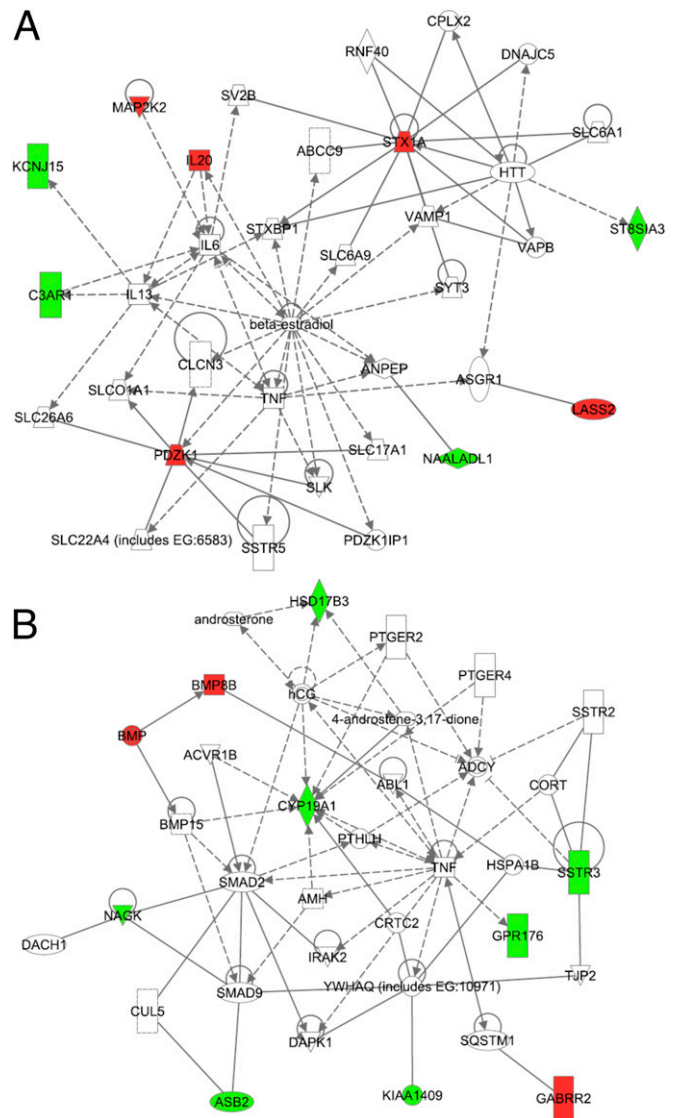 A
CPLX2
RNF40
DNAJC5
MAP2K2
SV2B
STX1A
SLC6A1
KCNJ15
IL20
ABCC9
HTT
STXBP1
VAMP1
ST8SIA3
IL6
VAPB
SLC6A9
C3AR1
IL13
SYT3
beta-estradiol
CLCN3
ANPEP
ASGR1
SLCO1A1
TNF
LASS2
SLC26A6
PDZK1
SLC17A1
NAALADL1
SLK
SLC22A4 (includes EG:6583)
SSTR5
PDZK1IP1
B
HSD17B3
androsterone
PTGER2
PTGER4
BMP8B
hCG
4-androstene-3,17-dione
SSTR2
BMP
ACVR1B
ADCY
ABL1
CORT
CYP19A1
BMP15
PTHLH
HSPA1B
SSTR3
SMAD2
TNF
NAGK
AMH
CRTC2
GPR176
DACH1
IRAK2
TJP2
SMAD9
YWHAQ (includes EG:10971)
CUL5
DAPK1
SQSTM1
ASB2
KIAA1409
GABRR2